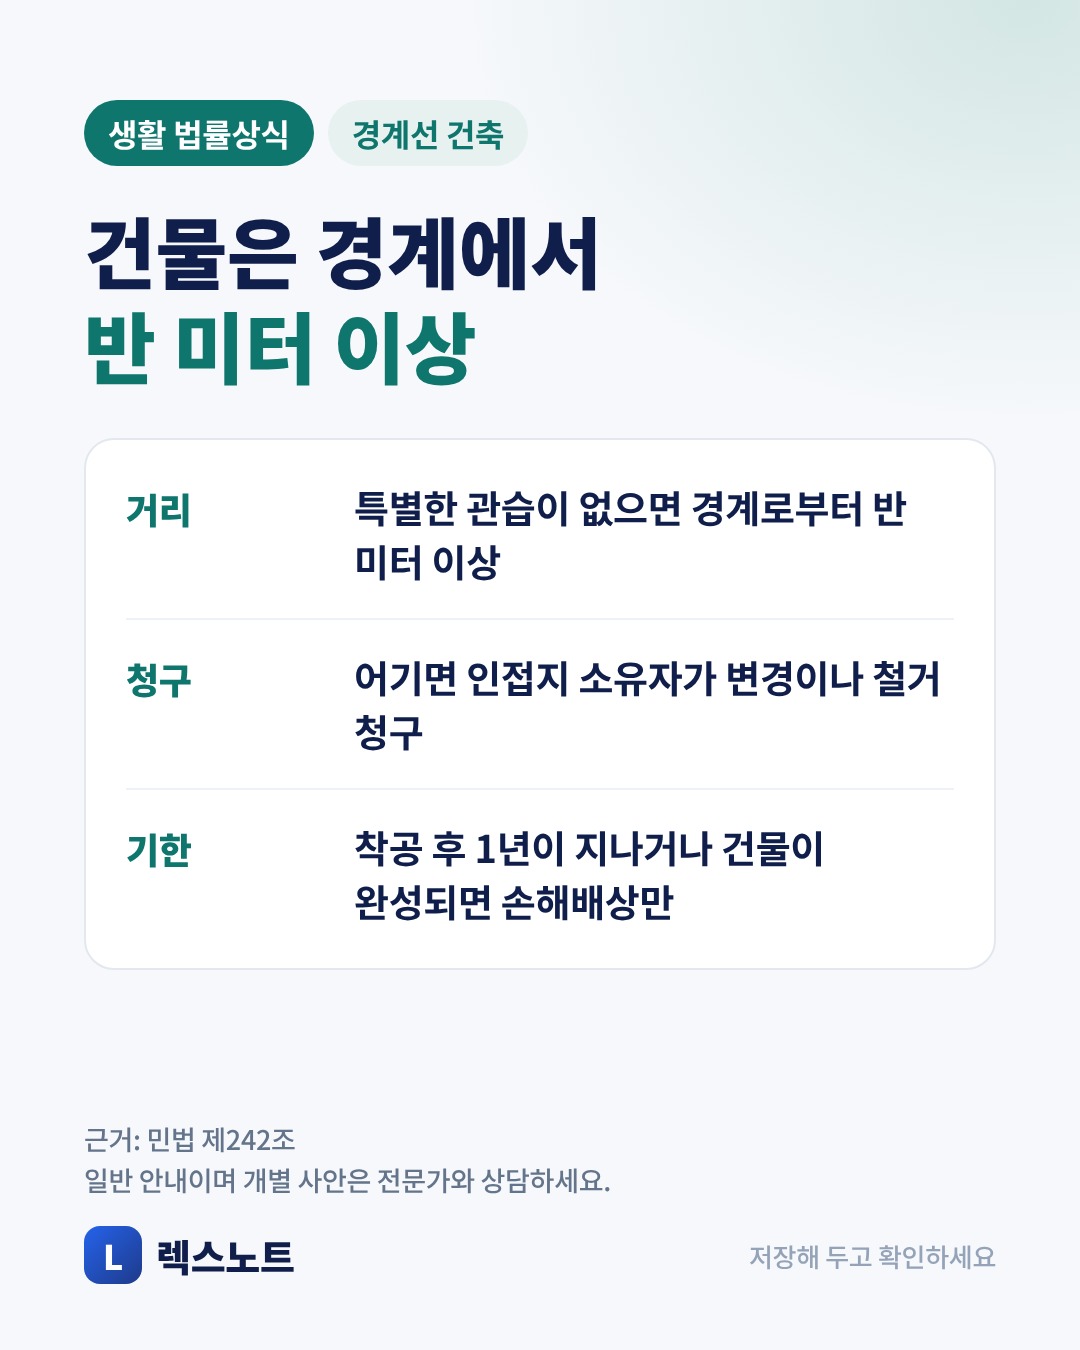 생활 법률상식
경계선 건축
건물은 경계에서
반 미터 이상
거리
특별한 관습이 없으면 경계로부터 반
미터 이상
청구
어기면 인접지 소유자가 변경이나 철거
청구
기한
착공 후 1년이 지나거나 건물이
완성되면 손해배상만
근거: 민법 제242조
일반 안내이며 개별 사안은 전문가와 상담하세요.
L 렉스노트
저장해 두고 확인하세요